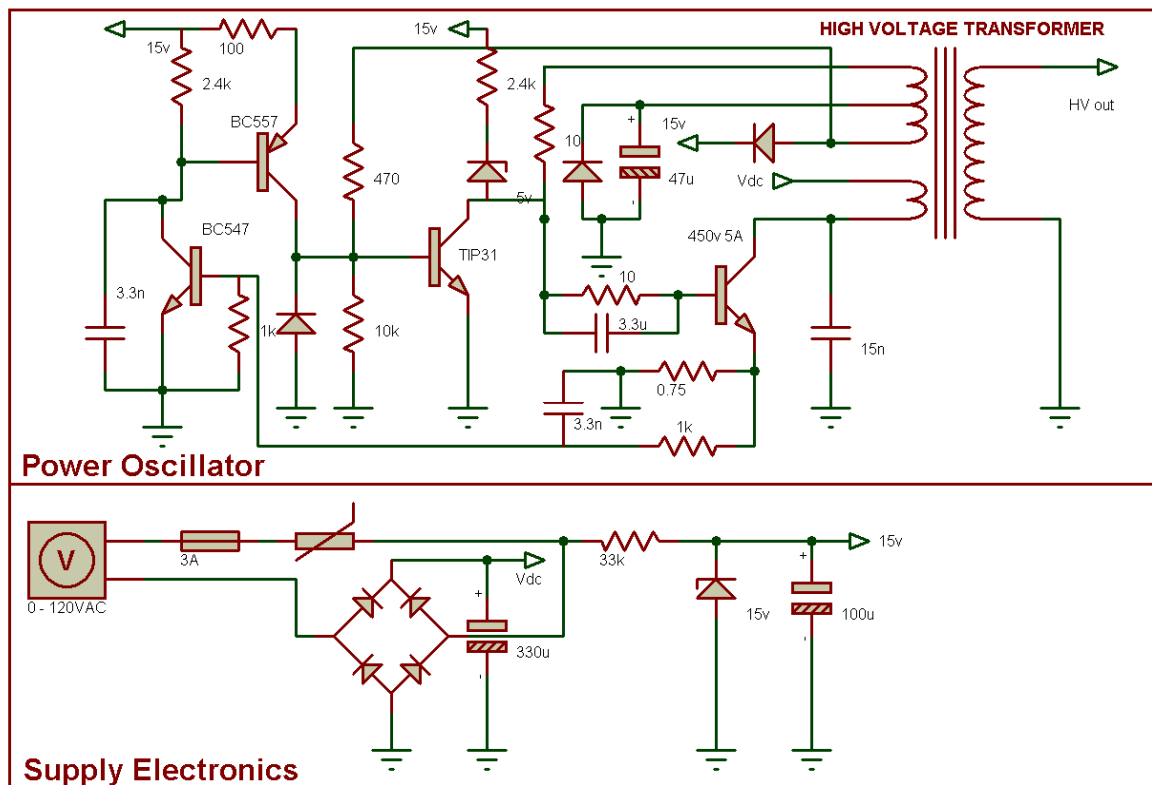 HIGH VOLTAGE TRANSFORMER
15v
100
15v
2.4k
2.4k
HV out
BC557
10
15v
470
47u
Vdc
5v
BC547
450v 5A
TIP31
10
3.3n
1k
10k
3.3u
15n
0.75
3.3n
1k
Power Oscillator
V
3A
33k
15v
Vdc
0 - 120VAC
15v
100u
330u
Supply Electronics